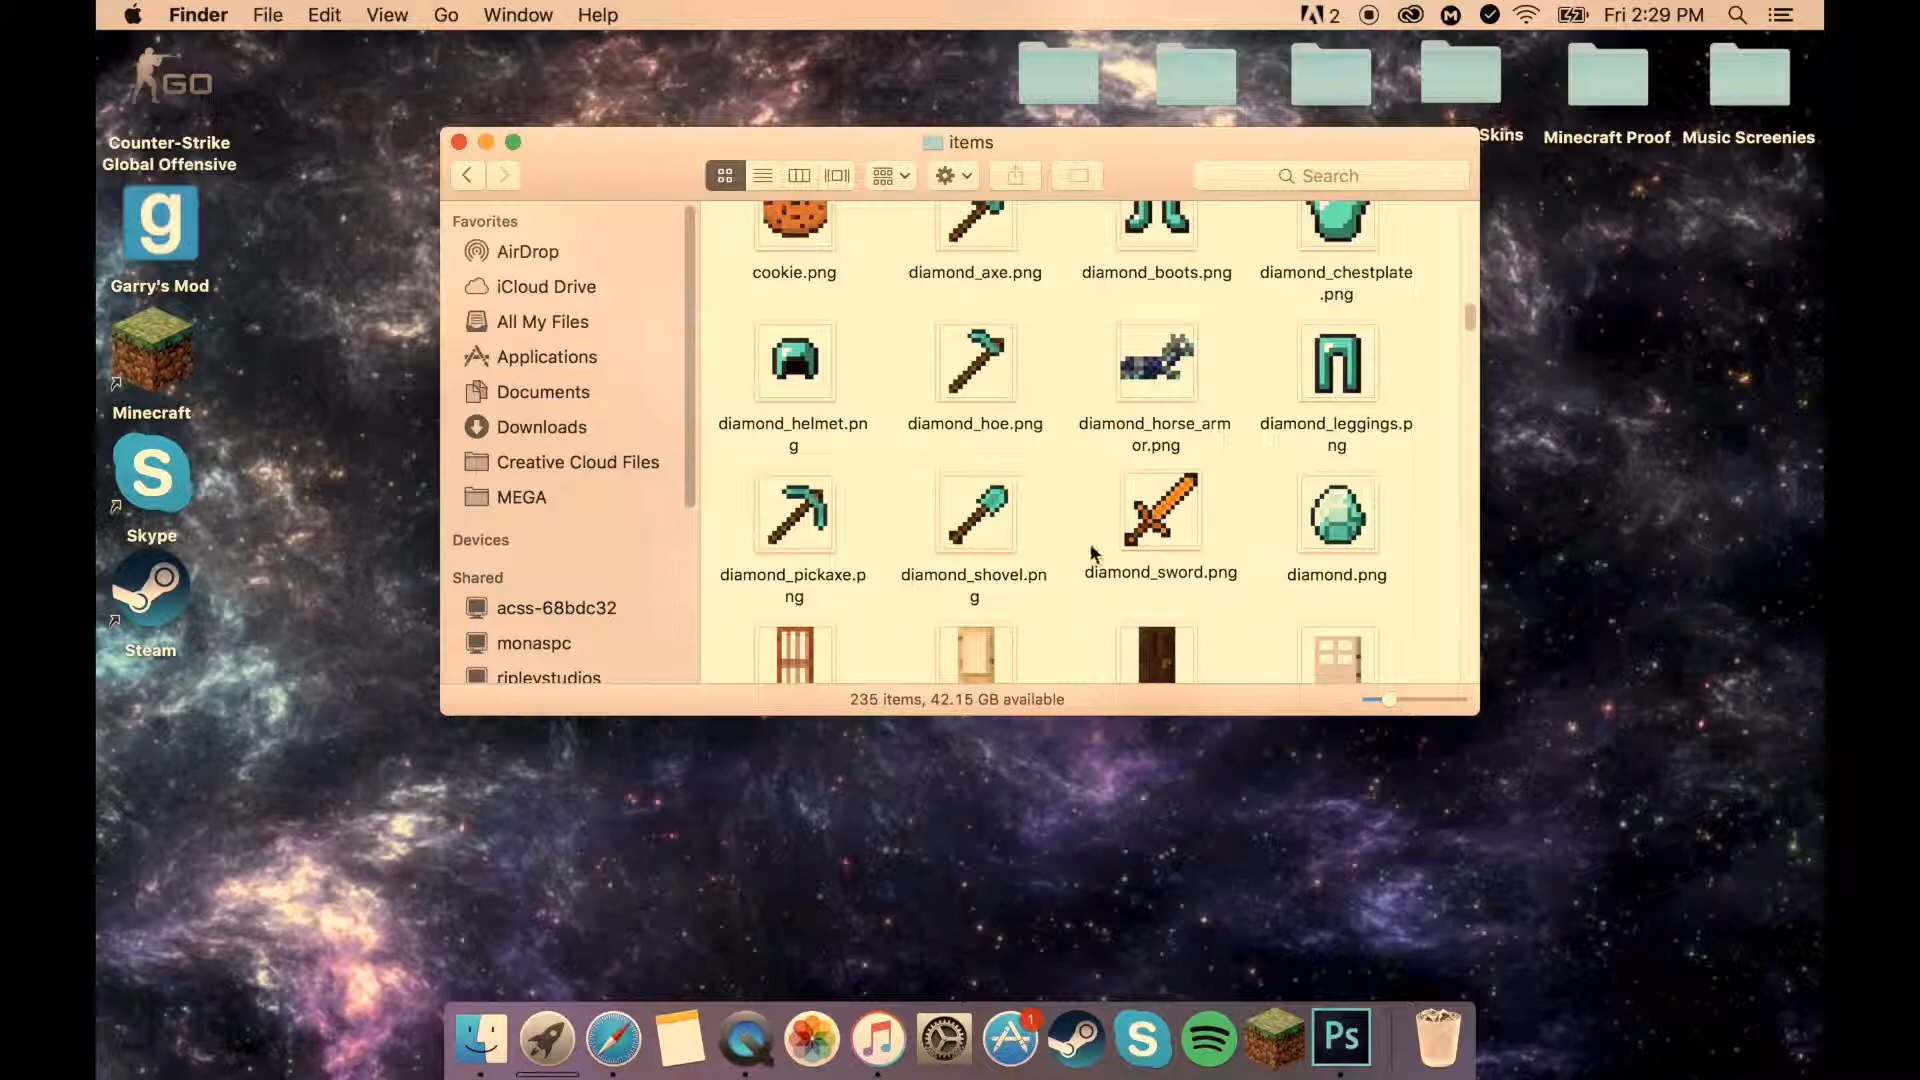 Finder File Edit View Go Window Help
2 Fri 2:29 PM
GO
Counter-Strike
Global Offensive
g
Garry's Mod
Minecraft
S
Skype
Steam
Skins
Minecraft Proof
Music Screenies
items
Search
Favorites
AirDrop
iCloud Drive
All My Files
Applications
Documents
Downloads
Creative Cloud Files
MEGA
Devices
Shared
acss-68bdc32
monaspc
ripleystudios
cookie.png
diamond_axe.png
diamond_boots.png
diamond_chestplate
.png
diamond_helmet.pn
g
diamond_hoe.png
diamond_horse_arm
or.png
diamond_leggings.p
ng
diamond_pickaxe.p
ng
diamond_shovel.pn
g
diamond_sword.png
diamond.png
235 items, 42.15 GB available
1
S
Ps